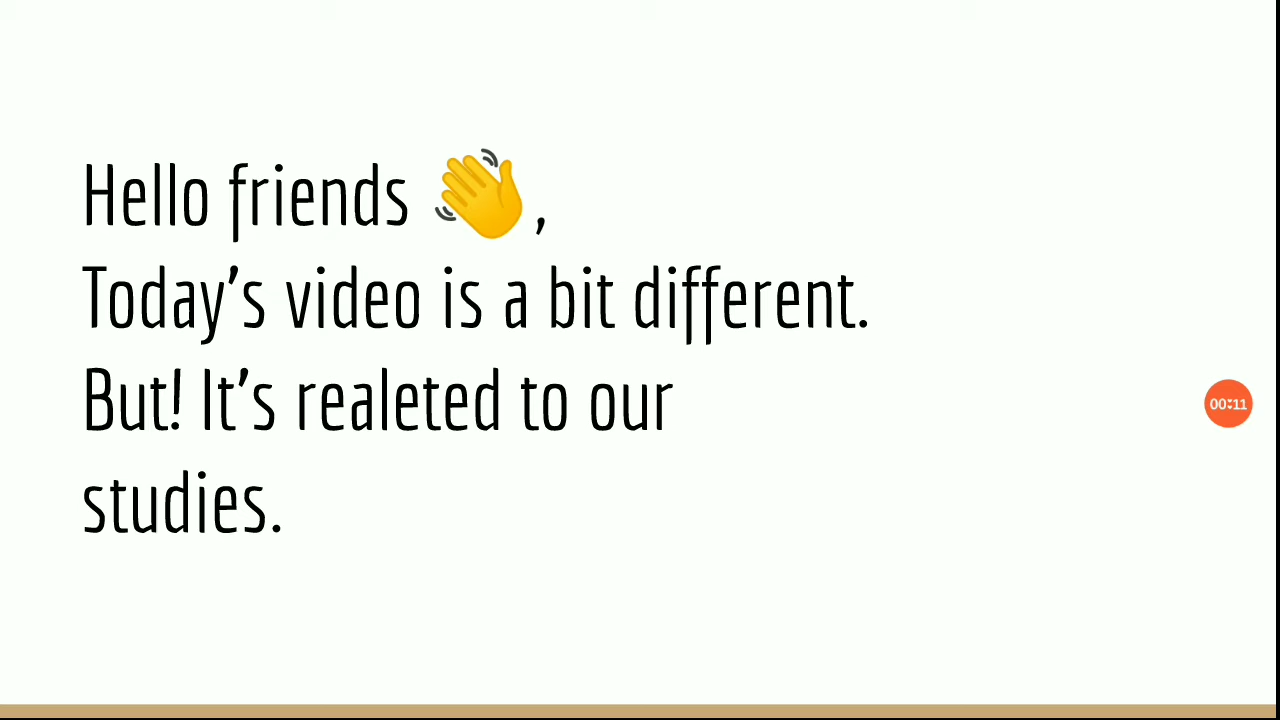 Hello friends 👋,
Today's video is a bit different.
But! It's realeted to our
studies.
00:11